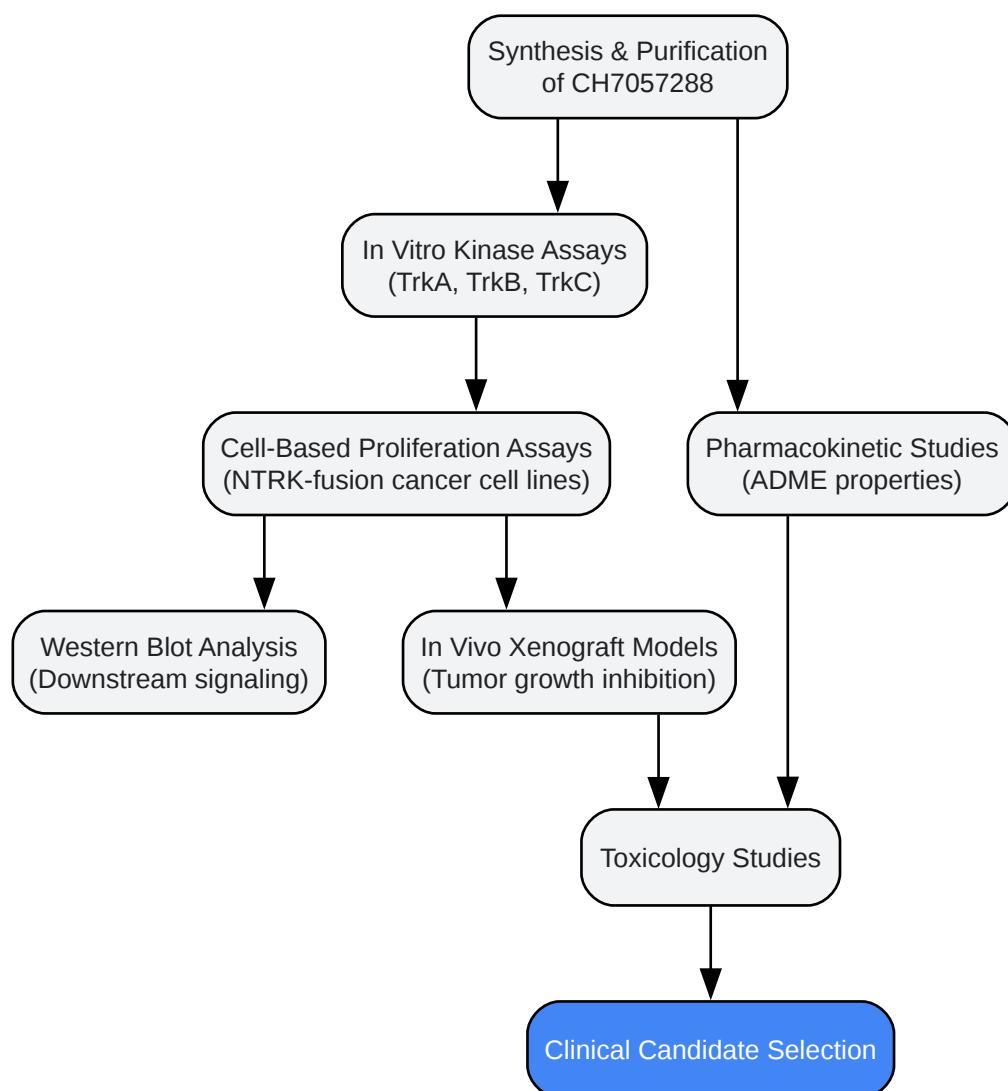 Synthesis & Purification
of CH7057288
In Vitro Kinase Assays
(TrkA, TrkB, TrkC)
Cell-Based Proliferation Assays
(NTRK-fusion cancer cell lines)
Pharmacokinetic Studies
(ADME properties)
Western Blot Analysis
(Downstream signaling)
In Vivo Xenograft Models
(Tumor growth inhibition)
Toxicology Studies
Clinical Candidate Selection